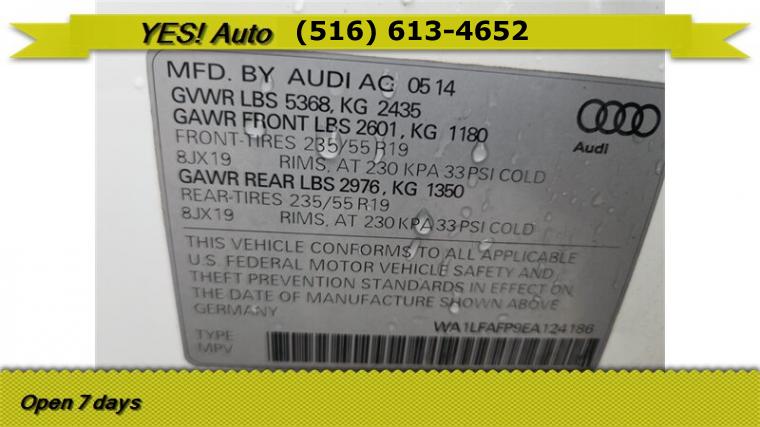 YES! Auto (516) 613-4652
MFD. BY AUDI AG 05 14
GVWR LBS 5368, KG 2435
GAWR FRONT LBS 2601, KG 1180
FRONT-TIRES 235/55 R19
8JX19 RIMS, AT 230 KPA 33 PSI COLD
GAWR REAR LBS 2976, KG 1350
REAR-TIRES 235/55 R19
8JX19 RIMS, AT 230 KPA 33 PSI COLD
Audi
THIS VEHICLE CONFORMS TO ALL APPLICABLE
U.S. FEDERAL MOTOR VEHICLE SAFETY AND
THEFT PREVENTION STANDARDS IN EFFECT ON
THE DATE OF MANUFACTURE SHOWN ABOVE
GERMANY
WA1LFAFP9EA124186
TYPE
MPV
Open 7 days